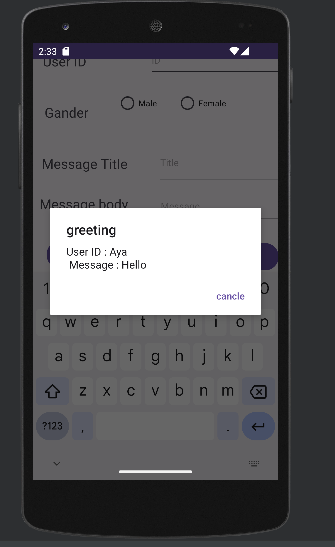 2:33
User ID
ID
Gander
Male
Female
Message Title
Title
Message body
Message
greeting
User ID : Aya
Message : Hello
cancle
1
0
q w e r t y u i o p
a s d f g h j k l
z x c v b n m
?123 , .